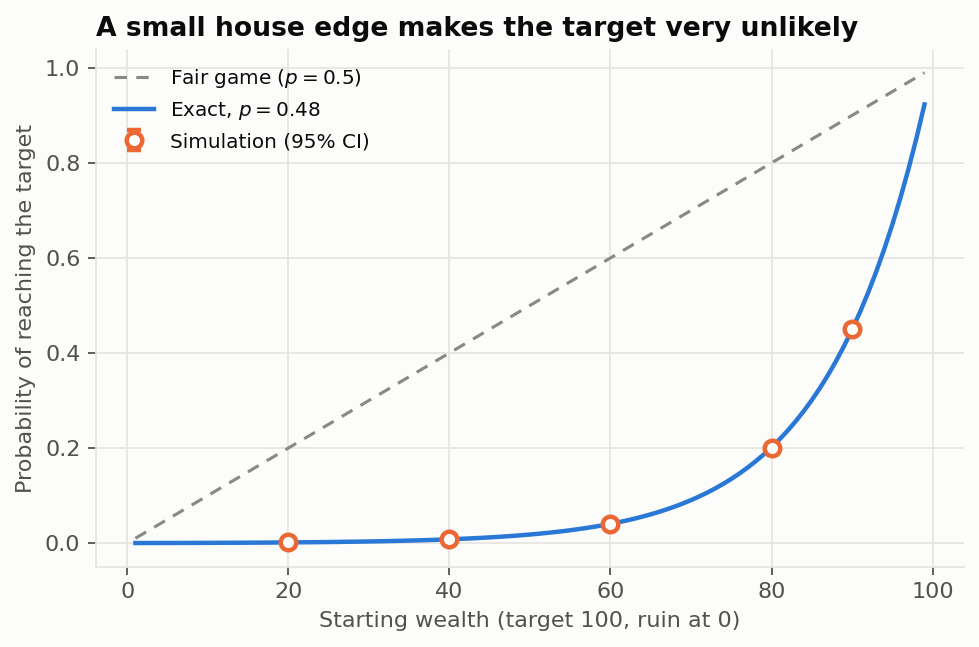 A small house edge makes the target very unlikely
Fair game (p = 0.5)
Exact, p = 0.48
Simulation (95% CI)
Probability of reaching the target
1.0
0.8
0.6
0.4
0.2
0.0
0 20 40 60 80 100
Starting wealth (target 100, ruin at 0)